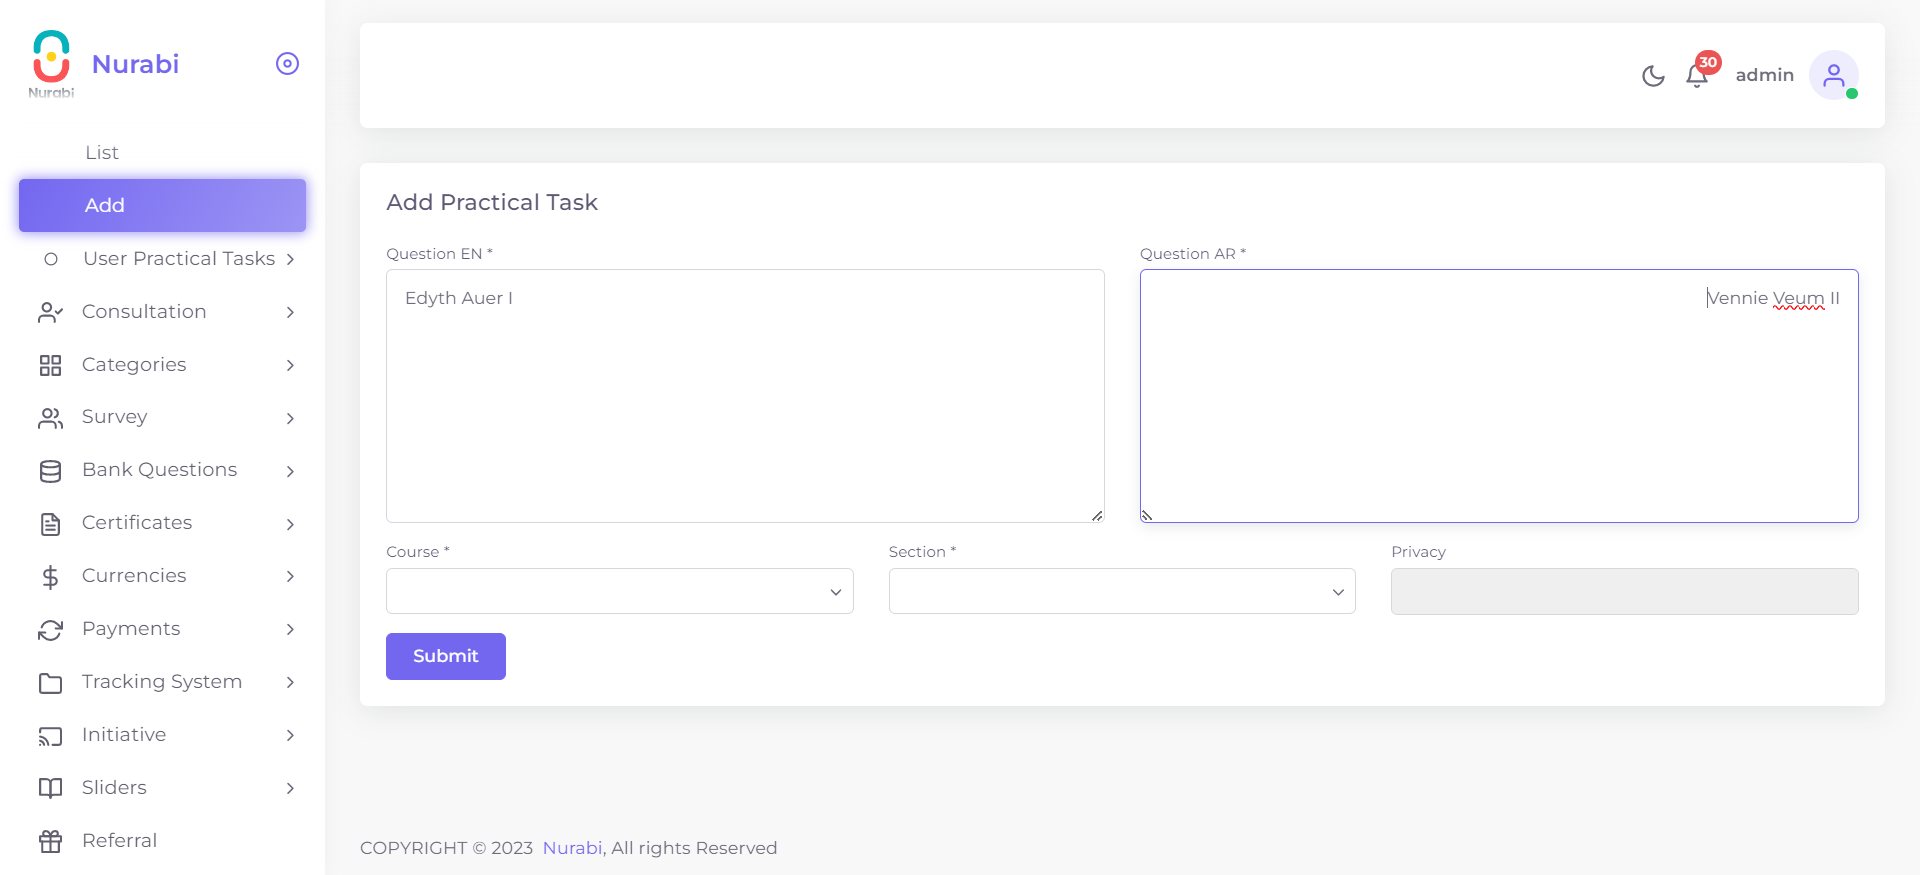 Nurabi
Nurabi
List
Add
User Practical Tasks
Consultation
Categories
Survey
Bank Questions
Certificates
Currencies
Payments
Tracking System
Initiative
Sliders
Referral
30
admin
Add Practical Task
Question EN *
Question AR *
Edyth Auer I
Vennie Veum II
Course *
Section *
Privacy
Submit
COPYRIGHT © 2023 Nurabi, All rights Reserved